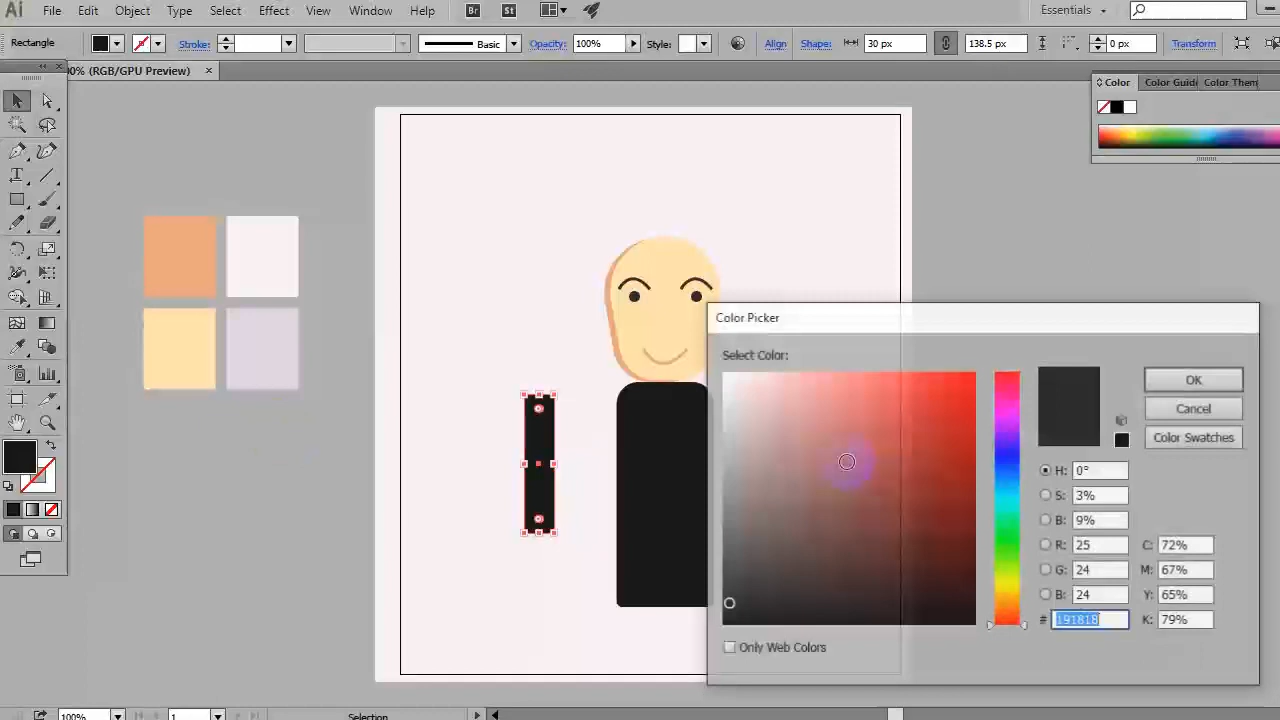 Ai File Edit Object Type Select Effect View Window Help Br St Essentials
Rectangle Stroke: Basic Opacity: 100% Style: Align Shape: 30 px 138.5 px 0 px Transform
0% (RGB/GPU Preview) ×
Color Color Guide Color Them
Color Picker
Select Color:
OK
Cancel
Color Swatches
H: 0°
S: 3%
B: 9%
R: 25 C: 72%
G: 24 M: 67%
B: 24 Y: 65%
# 191818 K: 79%
Only Web Colors
100% 1 Selection